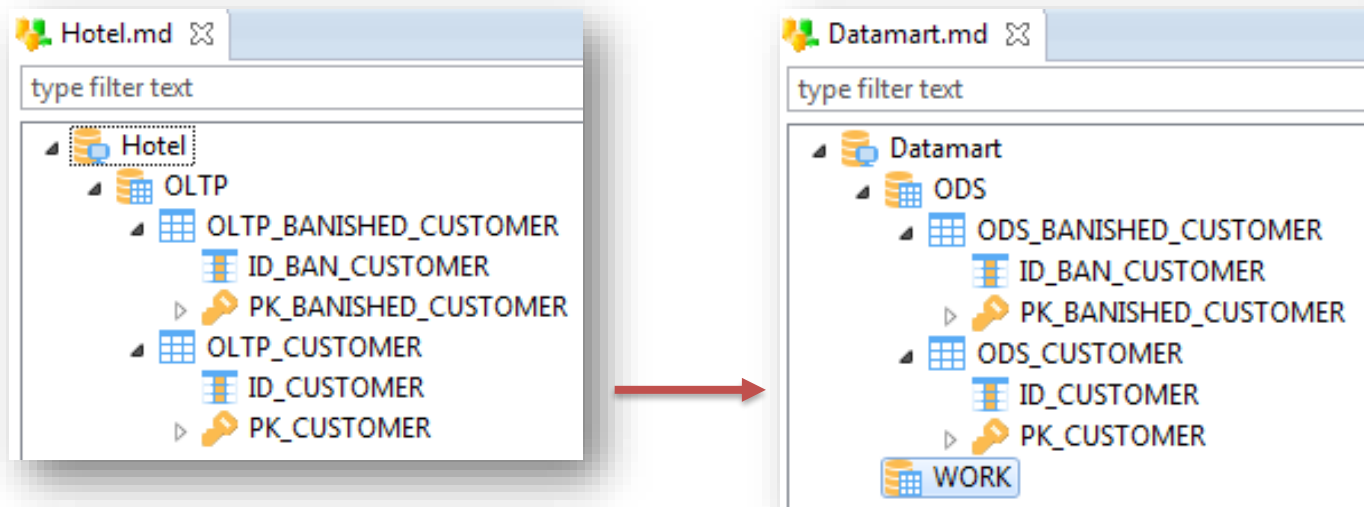 Hotel.md
type filter text
Hotel
OLTP
OLTP_BANISHED_CUSTOMER
ID_BAN_CUSTOMER
PK_BANISHED_CUSTOMER
OLTP_CUSTOMER
ID_CUSTOMER
PK_CUSTOMER
Datamart.md
type filter text
Datamart
ODS
ODS_BANISHED_CUSTOMER
ID_BAN_CUSTOMER
PK_BANISHED_CUSTOMER
ODS_CUSTOMER
ID_CUSTOMER
PK_CUSTOMER
WORK